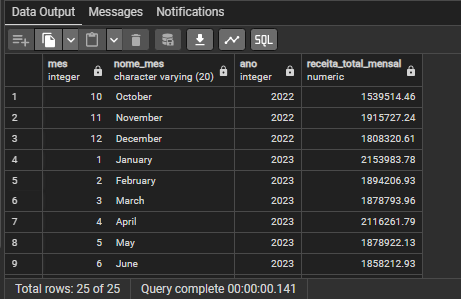 Data Output Messages Notifications
SQL
mes nome_mes ano receita_total_mensal
integer character varying (20) integer numeric
1 10 October 2022 1539514.46
2 11 November 2022 1915727.24
3 12 December 2022 1808320.61
4 1 January 2023 2153983.78
5 2 February 2023 1894206.93
6 3 March 2023 1878793.96
7 4 April 2023 2116261.79
8 5 May 2023 1878922.13
9 6 June 2023 1858212.93
Total rows: 25 of 25 Query complete 00:00:00.141